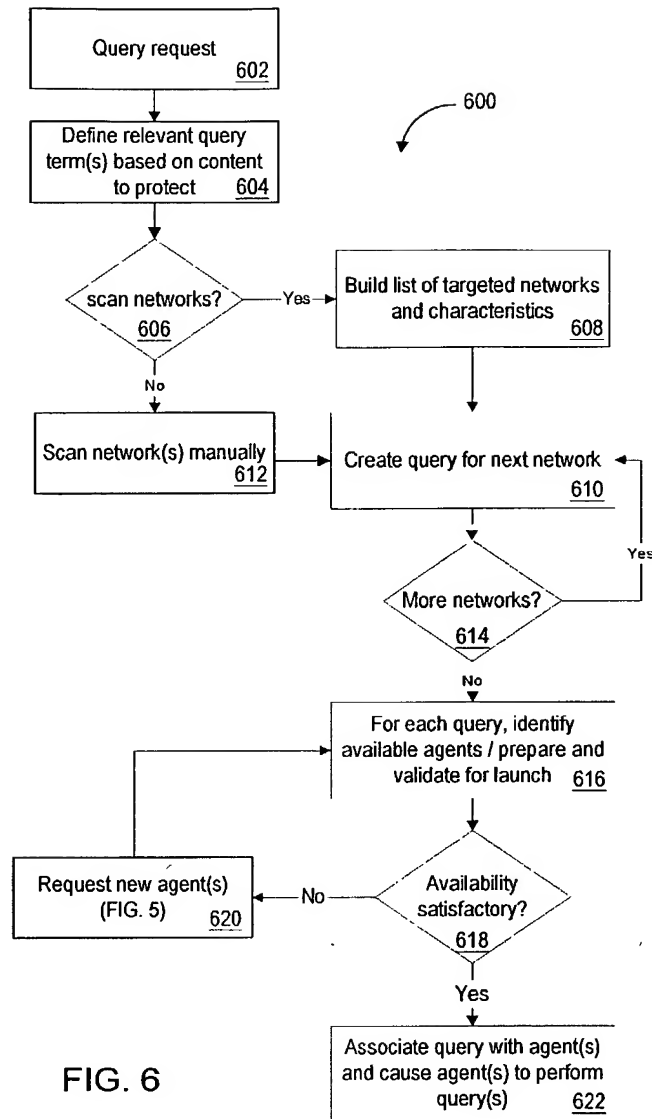 Query request
602
600
Define relevant query
term(s) based on content
to protect
604
scan networks?
606
Yes
Build list of targeted networks
and characteristics
608
No
Scan network(s) manually
612
Create query for next network
610
Yes
More networks?
614
No
For each query, identify
available agents / prepare and
validate for launch
616
Request new agent(s)
(FIG. 5)
620
No
Availability
satisfactory?
618
Yes
Associate query with agent(s)
and cause agent(s) to perform
query(s)
622
FIG. 6